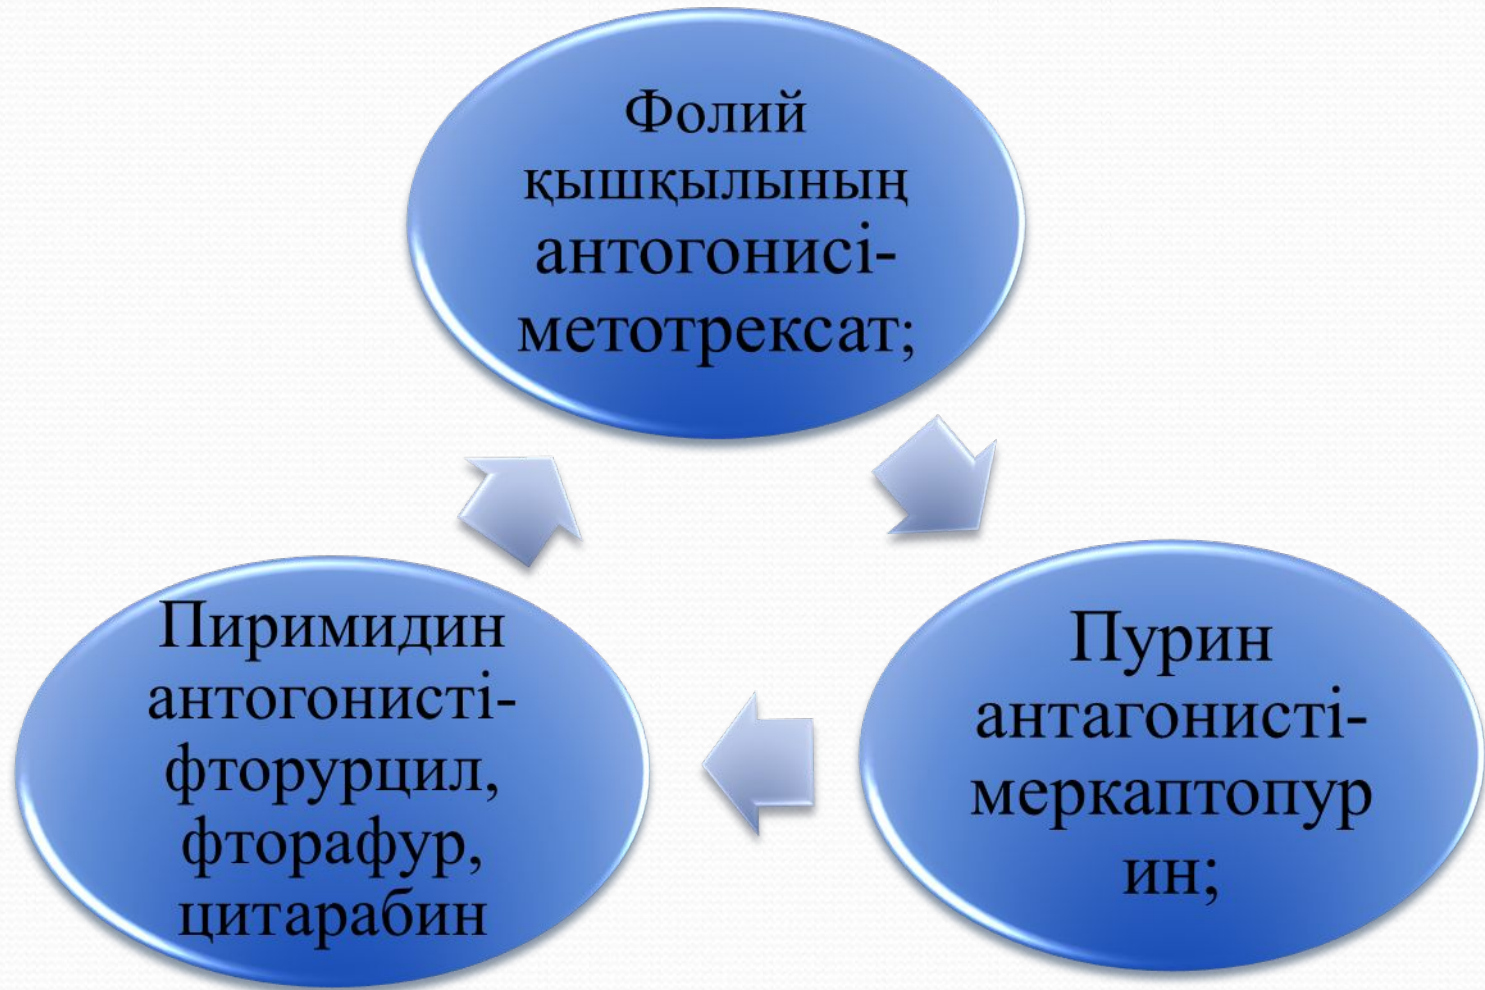 Фолий
қышқылының
антогонисі-
метотрексат;
Пурин
антагонисті-
меркаптопур
ин;
Пиримидин
антогонисті-
фторурцил,
фторафур,
цитарабин